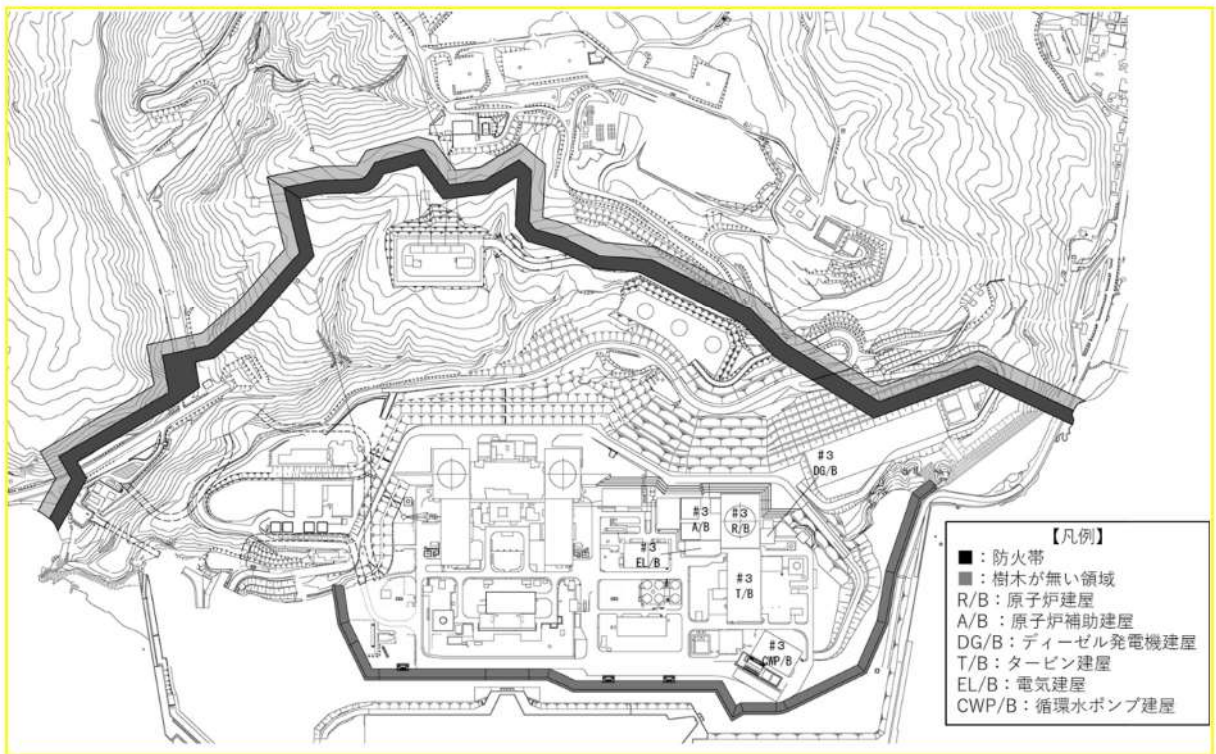 #3
DG/B
#3
A/B
#3
R/B
#3
EL/B
#3
T/B
#3
CWP/B
【凡例】
■：防火帯
■：樹木が無い領域
R/B：原子炉建屋
A/B：原子炉補助建屋
DG/B：ディーゼル発電機建屋
T/B：タービン建屋
EL/B：電気建屋
CWP/B：循環水ポンプ建屋